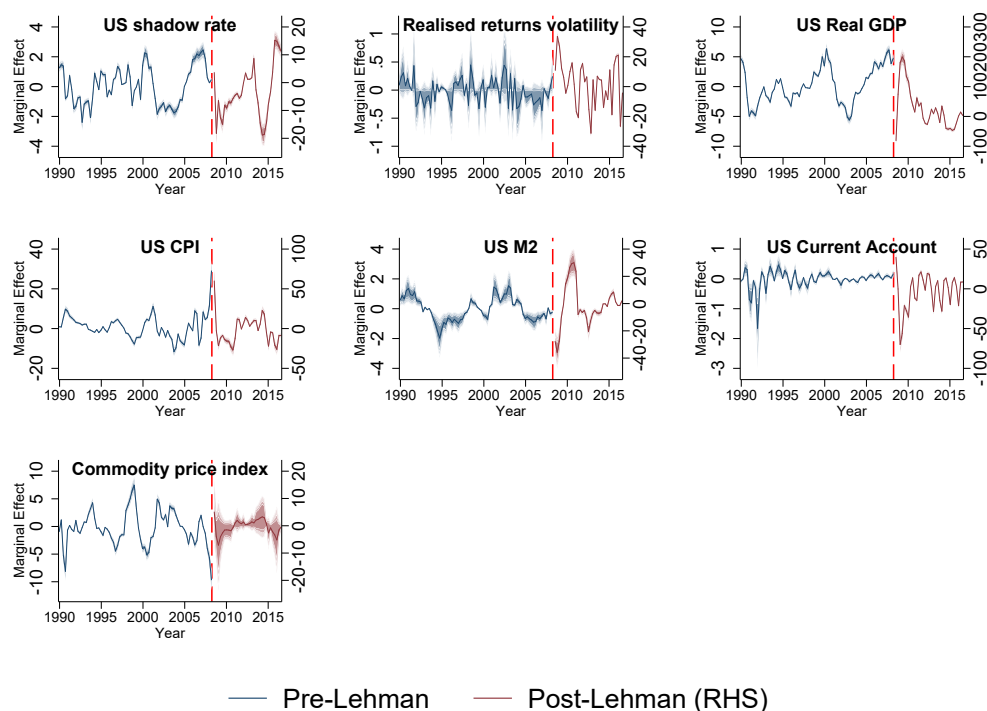 US shadow rate
Marginal Effect
4
2
0
-2
-4
20
10
0
-10
-20
1990 1995 2000 2005 2010 2015
Year
Realised returns volatility
Marginal Effect
1
.5
0
-.5
-1
40
20
0
-20
-40
1990 1995 2000 2005 2010 2015
Year
US Real GDP
Marginal Effect
4
2
0
-2
-4
300
200
100
0
-100
1990 1995 2000 2005 2010 2015
Year
US CPI
Marginal Effect
40
20
0
-20
100
50
0
-50
1990 1995 2000 2005 2010 2015
Year
US M2
Marginal Effect
4
2
0
-2
-4
40
20
0
-20
-40
1990 1995 2000 2005 2010 2015
Year
US Current Account
Marginal Effect
1
0
-1
-2
-3
50
0
-50
-100
1990 1995 2000 2005 2010 2015
Year
Commodity price index
Marginal Effect
10
5
0
-5
-10
20
10
0
-10
-20
1990 1995 2000 2005 2010 2015
Year
Pre-Lehman
Post-Lehman (RHS)